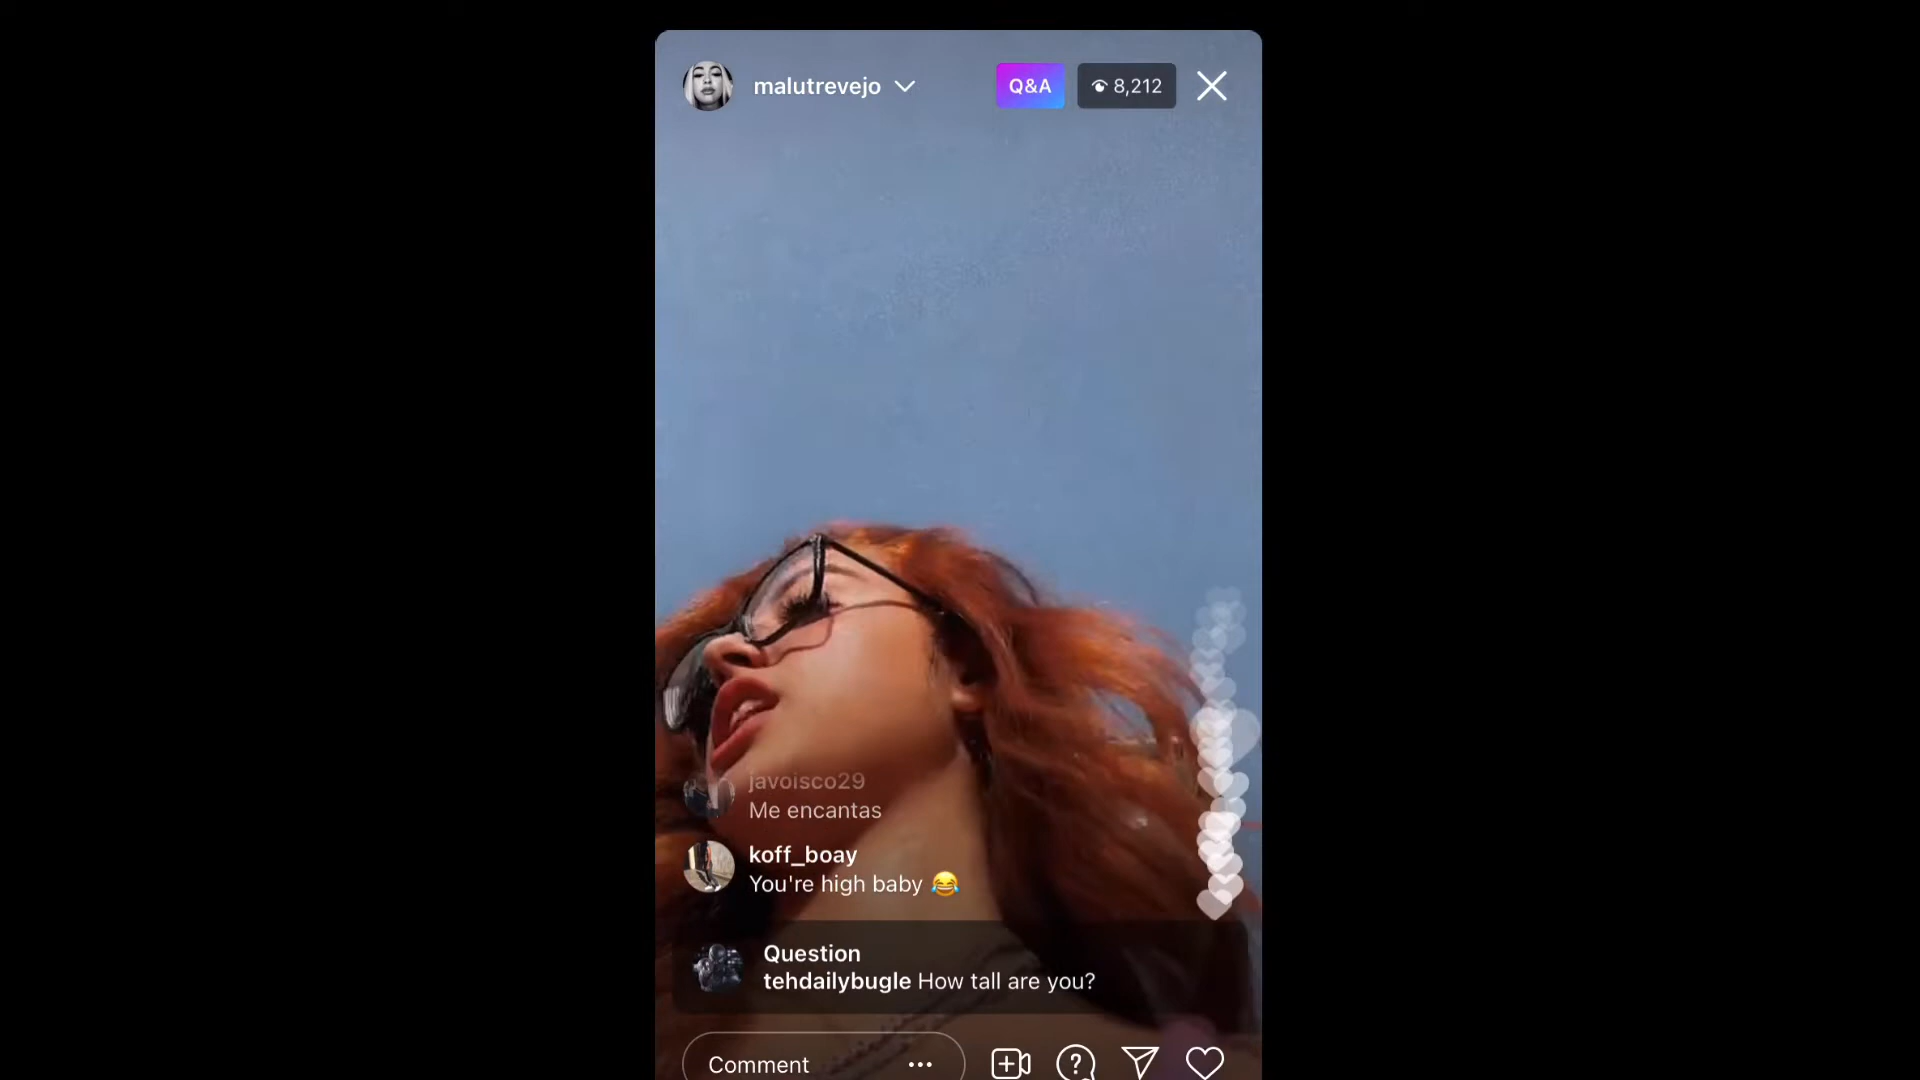 malutrevejo
Q&A
8,212
javoisco29
Me encantas
koff_boay
You're high baby 😂
Question
tehdailybugle How tall are you?
Comment